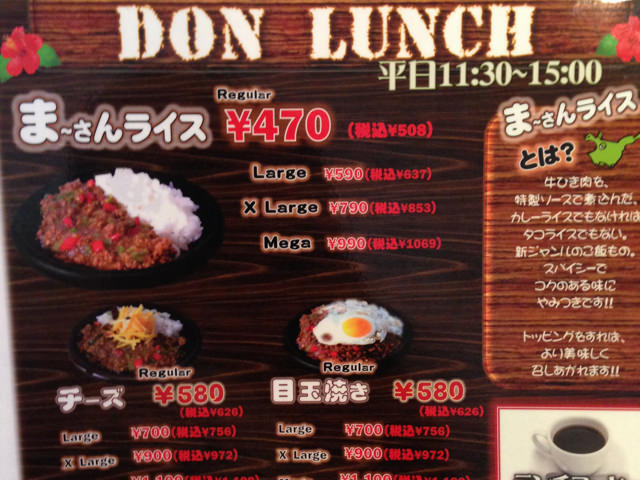 DON LUNCH
平日11:30~15:00
ま~さんライス
Regular
¥470 (税込¥508)
Large ¥590(税込¥637)
X Large ¥790(税込¥853)
Mega ¥990(税込¥1069)
ま~さんライス
とは?
牛ひき肉を、
特製ソースで煮込んだ、
カレーライスでもなければ
タコライスでもない。
新ジャンルのご飯もの。
スパイシーで
コクのある味に
やみつきです!!
トッピングをすれば、
より美味しく
召しあがれます!!
チーズ
Regular
¥580
(税込¥626)
Large ¥700(税込¥756)
X Large ¥900(税込¥972)
目玉焼き
Regular
¥580
(税込¥626)
Large ¥700(税込¥756)
X Large ¥900(税込¥972)